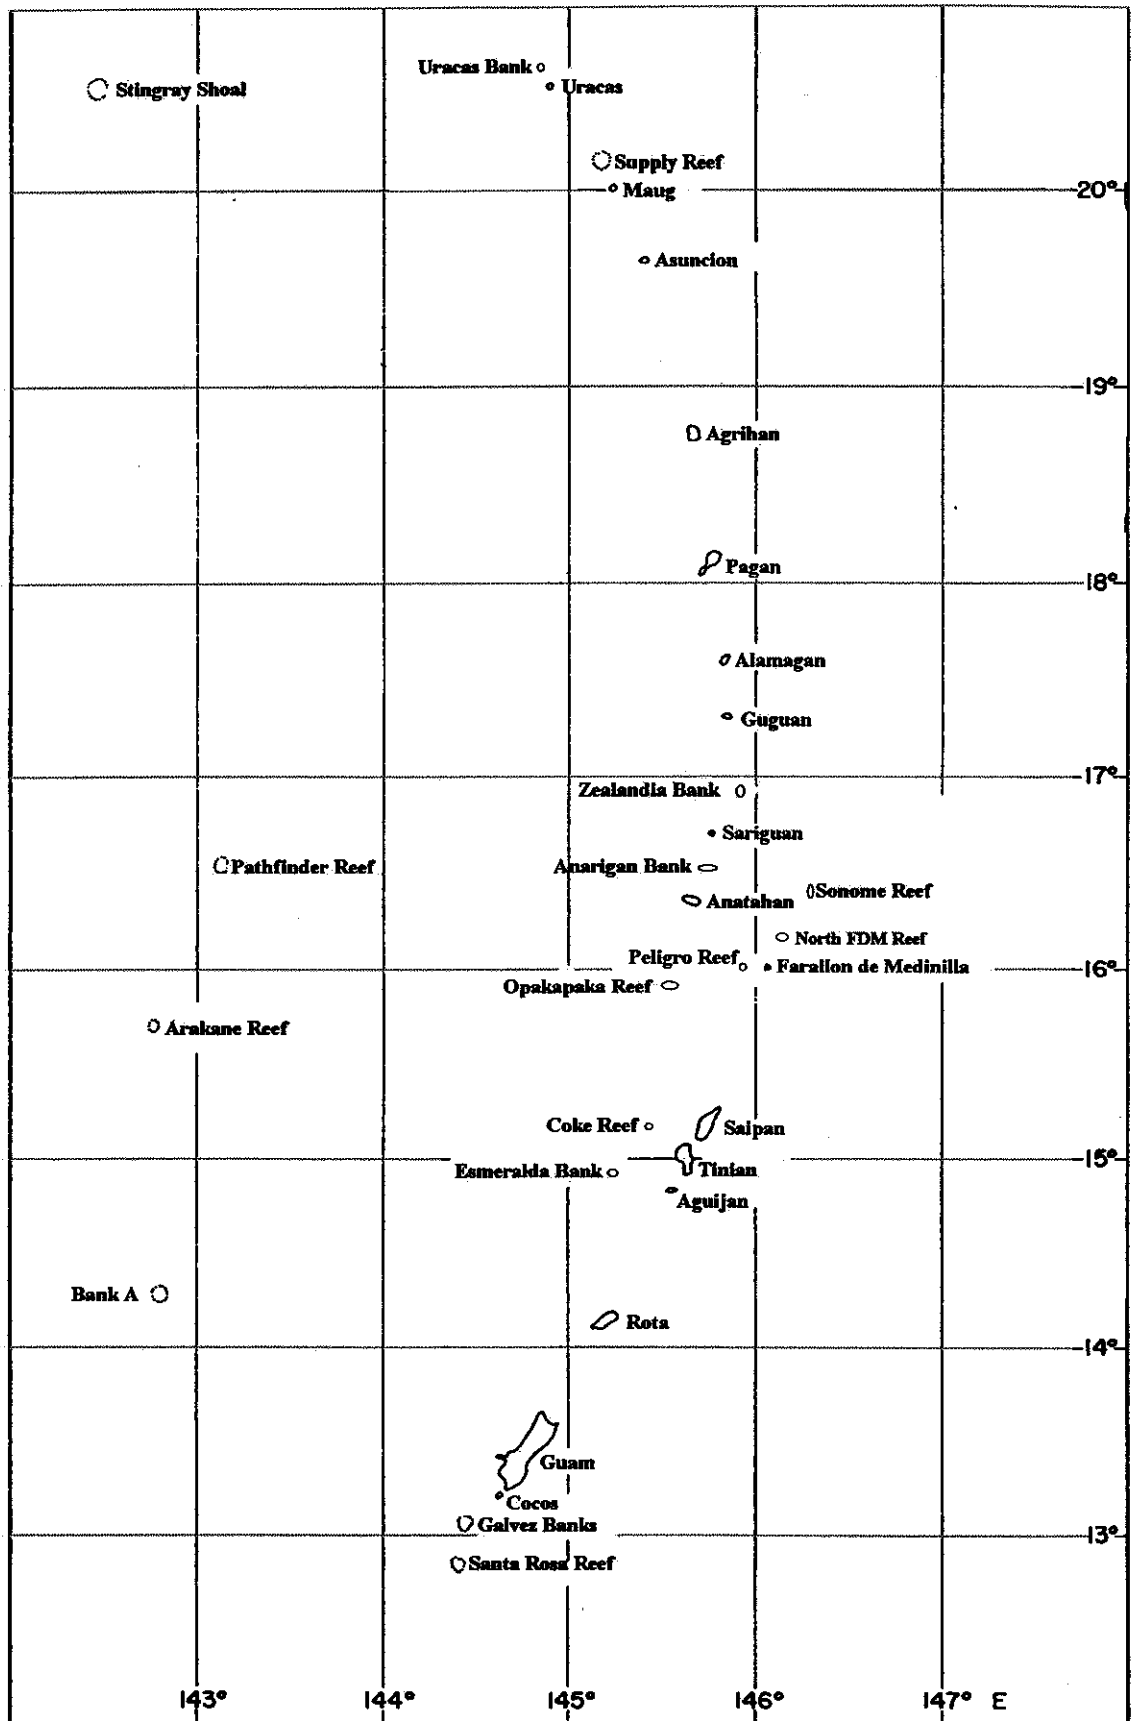 Uracas Bank
Stingray Shoal
Uracas
Supply Reef
Maug
20°
Asuncion
19°
Agrihan
Pagan
18°
Alamagan
Guguan
17°
Zealandia Bank
Sariguan
Pathfinder Reef
Anarigan Bank
Sonome Reef
Anatahan
North FDM Reef
Peligro Reef
Farallon de Medinilla
16°
Opakapaka Reef
Arakane Reef
Coke Reef
Saipan
15°
Esmeralda Bank
Tinian
Aguijan
Bank A
Rota
14°
Guam
Cocos
Galvez Banks
13°
Santa Rosa Reef
143° 144° 145° 146° 147° E